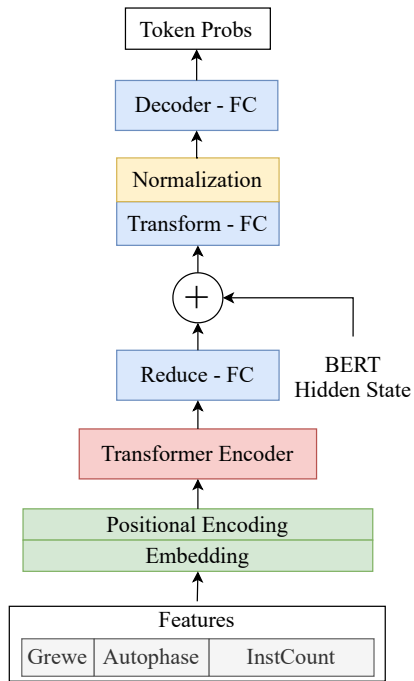 Token Probs
Decoder - FC
Normalization
Transform - FC
+
BERT
Hidden State
Reduce - FC
Transformer Encoder
Positional Encoding
Embedding
Features
Grewe Autophase InstCount